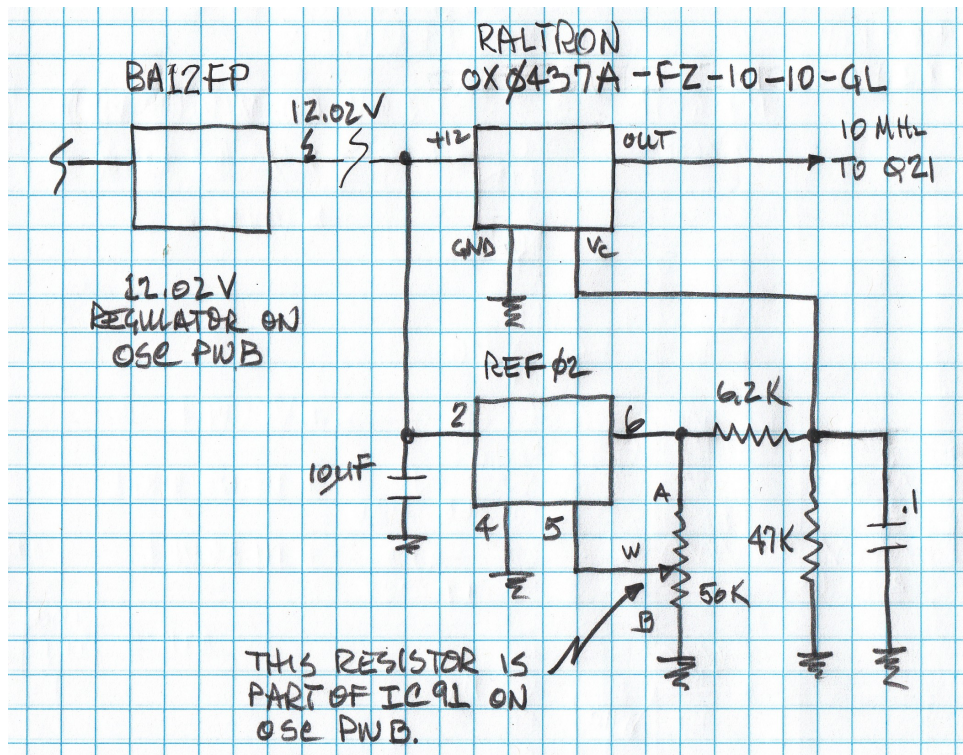 RALTRON
OXØ437A-FZ-10-10-GL
BA12FP
12.02V
+12
OUT
10 MHz
TO Q21
GND
VC
12.02V
REGULATOR ON
OSC PWB
REFØ2
2
6
6.2K
10µF
4
5
A
W
B
50K
47K
.1
THIS RESISTOR IS
PART OF IC91 ON
OSC PWB.